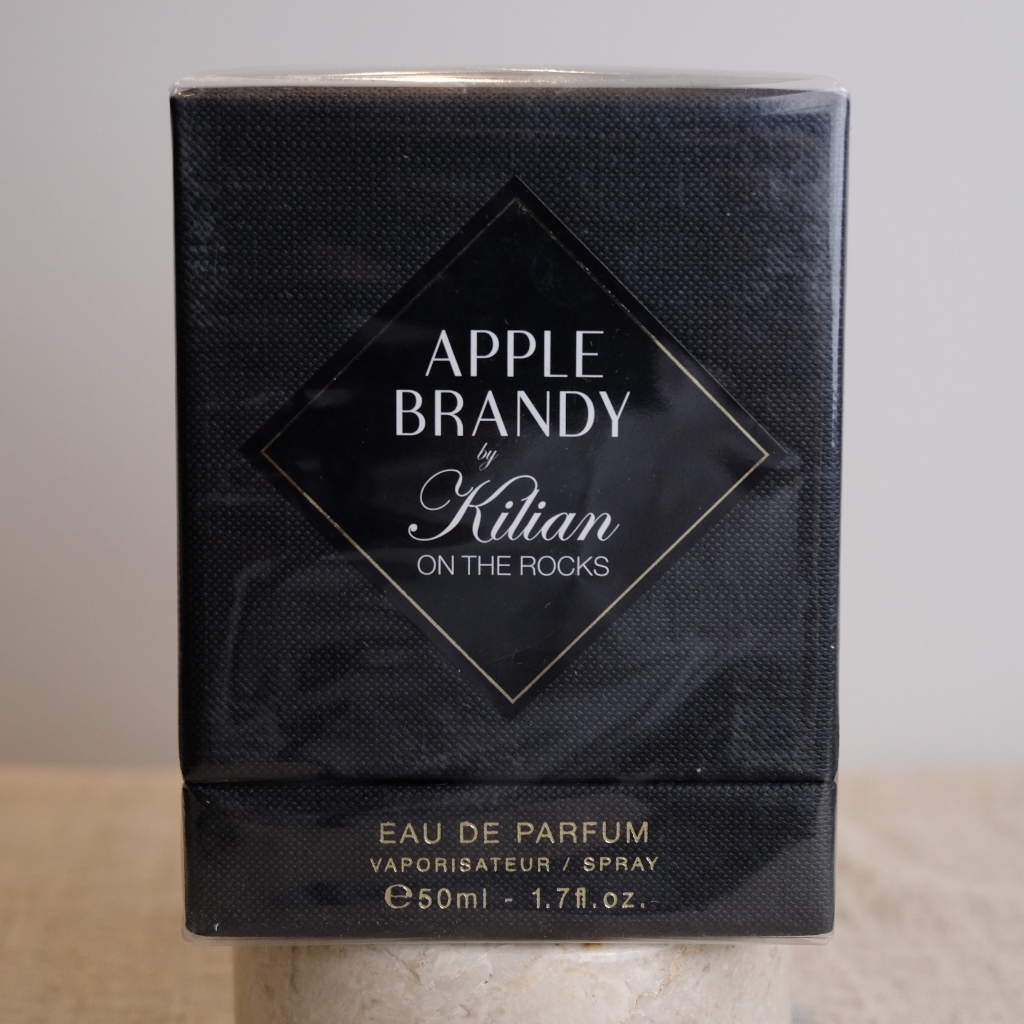 APPLE
BRANDY
by
Kilian
ON THE ROCKS
EAU DE PARFUM
VAPORISATEUR / SPRAY
℮50ml - 1.7fl.oz.